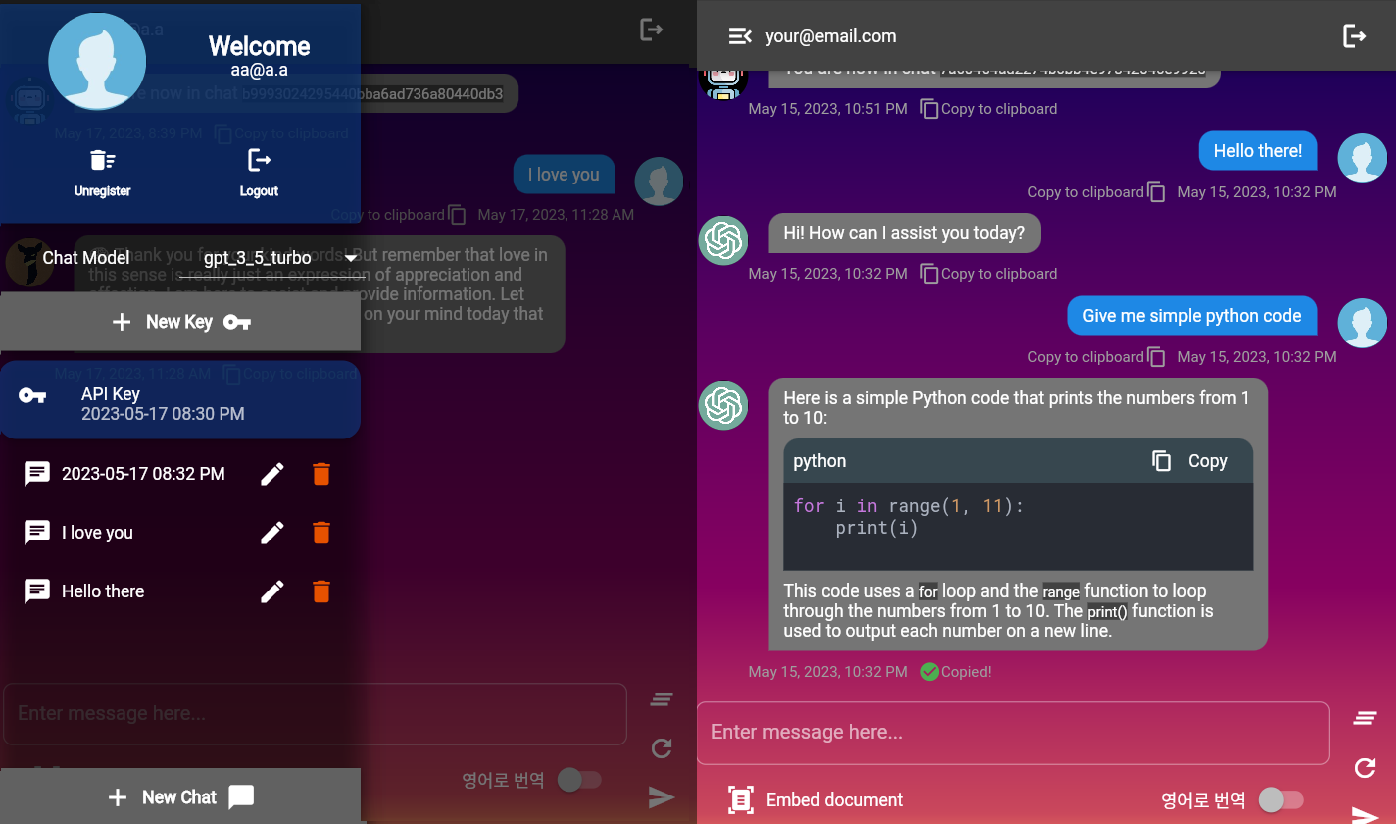 Welcome
aa@a.a
Unregister
Logout
now in chat b9993024295440bba6ad736a80440db3
May 17, 2023, 8:39 PM Copy to clipboard
I love you
Copy to clipboard May 17, 2023, 11:28 AM
Thank you for your kind words! But remember that love in
this sense is really just an expression of appreciation and
provide information. Let
on your mind today that
May 17, 2023, 11:28 AM Copy to clipboard
Chat Model gpt_3_5_turbo
New Key
API Key
2023-05-17 08:30 PM
2023-05-17 08:32 PM
I love you
Hello there
Enter message here...
영어로 번역
New Chat
your@email.com
You are now in chat
May 15, 2023, 10:51 PM Copy to clipboard
Hello there!
Copy to clipboard May 15, 2023, 10:32 PM
Hi! How can I assist you today?
May 15, 2023, 10:32 PM Copy to clipboard
Give me simple python code
Copy to clipboard May 15, 2023, 10:32 PM
Here is a simple Python code that prints the numbers from 1
to 10:
python Copy
for i in range(1, 11):
    print(i)
This code uses a for loop and the range function to loop
through the numbers from 1 to 10. The print() function is
used to output each number on a new line.
May 15, 2023, 10:32 PM Copied!
Enter message here...
Embed document 영어로 번역